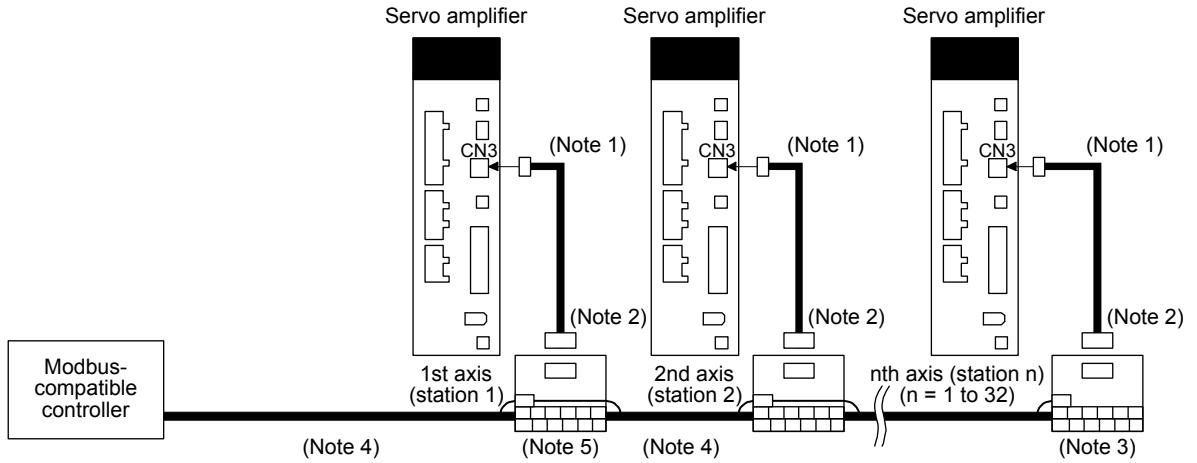 Servo amplifier
Servo amplifier
Servo amplifier
CN3
(Note 1)
CN3
(Note 1)
CN3
(Note 1)
(Note 2)
(Note 2)
(Note 2)
Modbus-
compatible
controller
1st axis
(station 1)
2nd axis
(station 2)
nth axis (station n)
(n = 1 to 32)
(Note 4)
(Note 5)
(Note 4)
(Note 3)